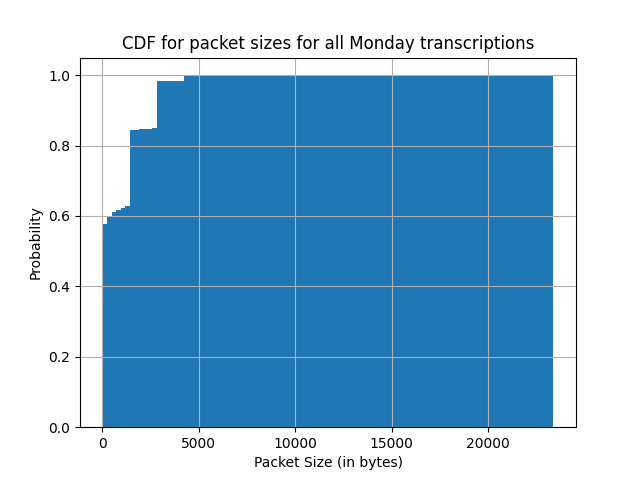 CDF for packet sizes for all Monday transcriptions
1.0
0.8
0.6
0.4
0.2
0.0
Probability
0 5000 10000 15000 20000
Packet Size (in bytes)